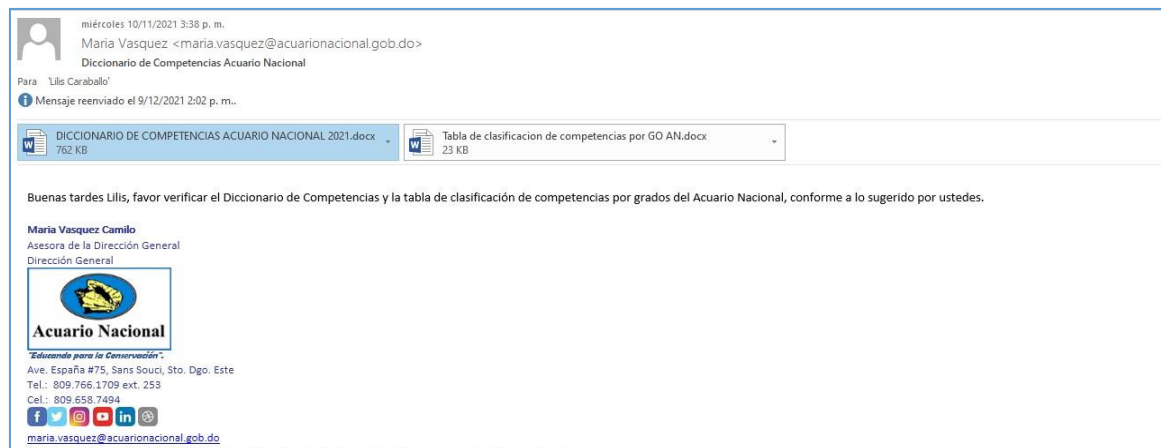 miércoles 10/11/2021 3:38 p. m.
Maria Vasquez <maria.vasquez@acuarionacional.gob.do>
Diccionario de Competencias Acuario Nacional
Para 'Lilis Caraballo'
Mensaje reenviado el 9/12/2021 2:02 p. m..
DICCIONARIO DE COMPETENCIAS ACUARIO NACIONAL 2021.docx
762 KB
Tabla de clasificacion de competencias por GO AN.docx
23 KB
Buenas tardes Lilis, favor verificar el Diccionario de Competencias y la tabla de clasificación de competencias por grados del Acuario Nacional, conforme a lo sugerido por ustedes.
Maria Vasquez Camilo
Asesora de la Dirección General
Dirección General
Acuario Nacional
"Educando para la Conservación".
Ave. España #75, Sans Souci, Sto. Dgo. Este
Tel.: 809.766.1709 ext. 253
Cel.: 809.658.7494
maria.vasquez@acuarionacional.gob.do